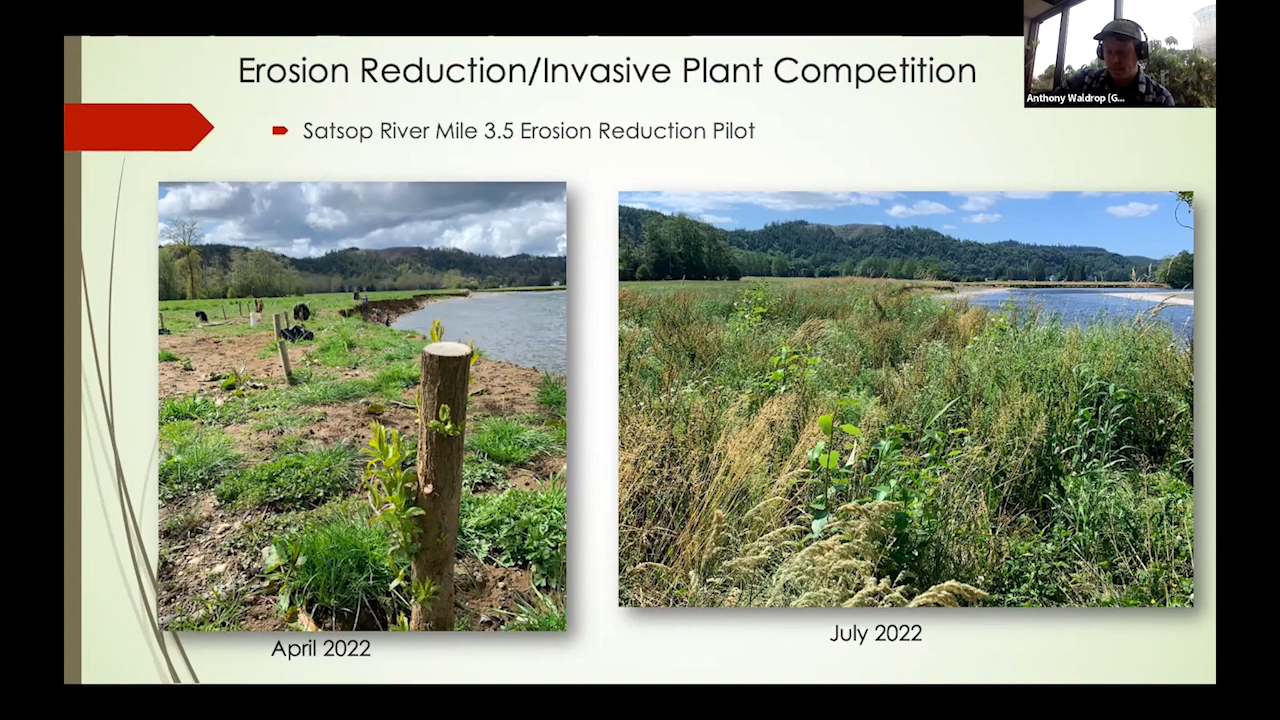 Erosion Reduction/Invasive Plant Competition
Anthony Waldrop (G...
Satsop River Mile 3.5 Erosion Reduction Pilot
April 2022
July 2022